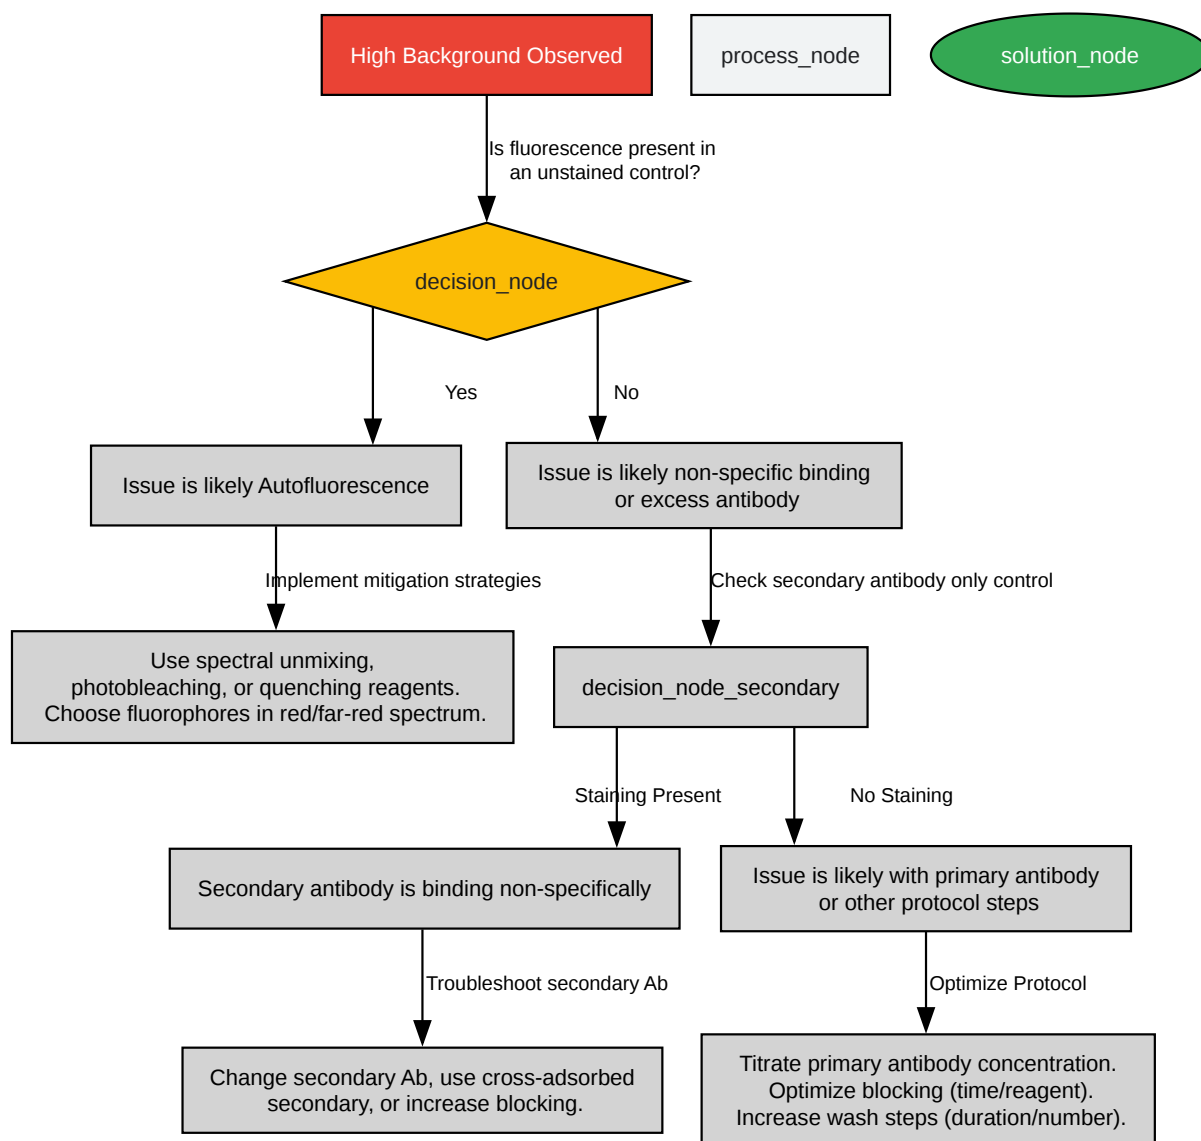 High Background Observed
process_node
solution_node
Is fluorescence present in
an unstained control?
decision_node
Yes
No
Issue is likely Autofluorescence
Issue is likely non-specific binding
or excess antibody
Implement mitigation strategies
Check secondary antibody only control
Use spectral unmixing,
photobleaching, or quenching reagents.
Choose fluorophores in red/far-red spectrum.
decision_node_secondary
Staining Present
No Staining
Secondary antibody is binding non-specifically
Issue is likely with primary antibody
or other protocol steps
Troubleshoot secondary Ab
Optimize Protocol
Change secondary Ab, use cross-adsorbed
secondary, or increase blocking.
Titrate primary antibody concentration.
Optimize blocking (time/reagent).
Increase wash steps (duration/number).